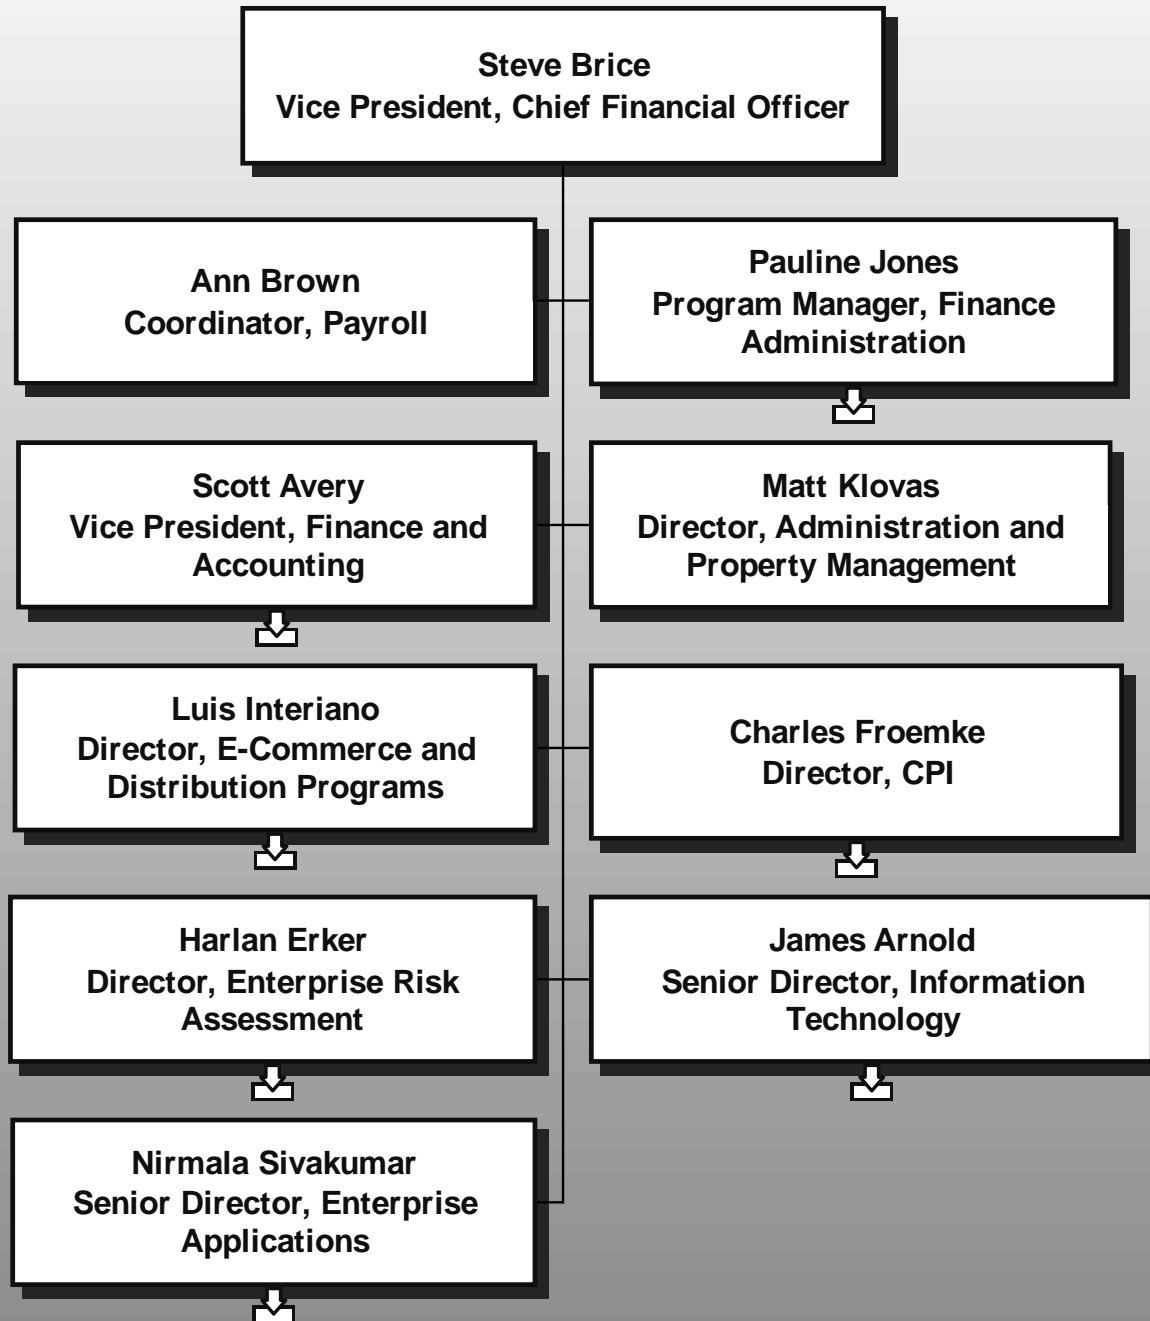 Steve Brice
Vice President, Chief Financial Officer
Ann Brown
Coordinator, Payroll
Pauline Jones
Program Manager, Finance
Administration
Scott Avery
Vice President, Finance and
Accounting
Matt Klovas
Director, Administration and
Property Management
Luis Interiano
Director, E-Commerce and
Distribution Programs
Charles Froemke
Director, CPI
Harlan Erker
Director, Enterprise Risk
Assessment
James Arnold
Senior Director, Information
Technology
Nirmala Sivakumar
Senior Director, Enterprise
Applications